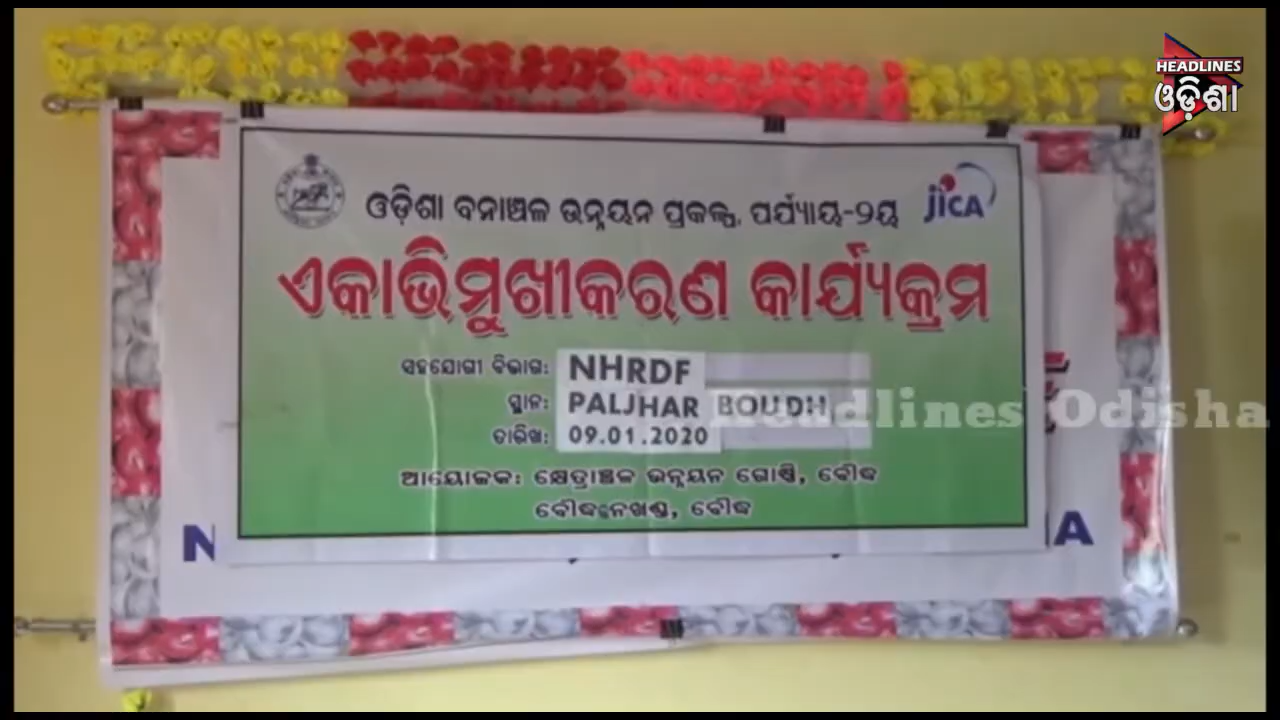 HEADLINES
ଓଡ଼ିଶା
ଓଡ଼ିଶା ବନାଞ୍ଚଳ ଉନ୍ନୟନ ପ୍ରକଳ୍ପ, ପର୍ଯ୍ୟାୟ-୨ୟ
JICA
ଏକାଭିମୁଖୀକରଣ କାର୍ଯ୍ୟକ୍ରମ
ସହଯୋଗୀ ବିଭାଗ: NHRDF
ସ୍ଥାନ: PALJHAR BOUDH
ତାରିଖ: 09.01.2020
Headlines Odisha
ଆୟୋଜକ: କ୍ଷେତ୍ରାଞ୍ଚଳ ଉନ୍ନୟନ ଗୋଷ୍ଠି, ବୌଦ୍ଧ
ବୌଦ୍ଧ ବନଖଣ୍ଡ, ବୌଦ୍ଧ